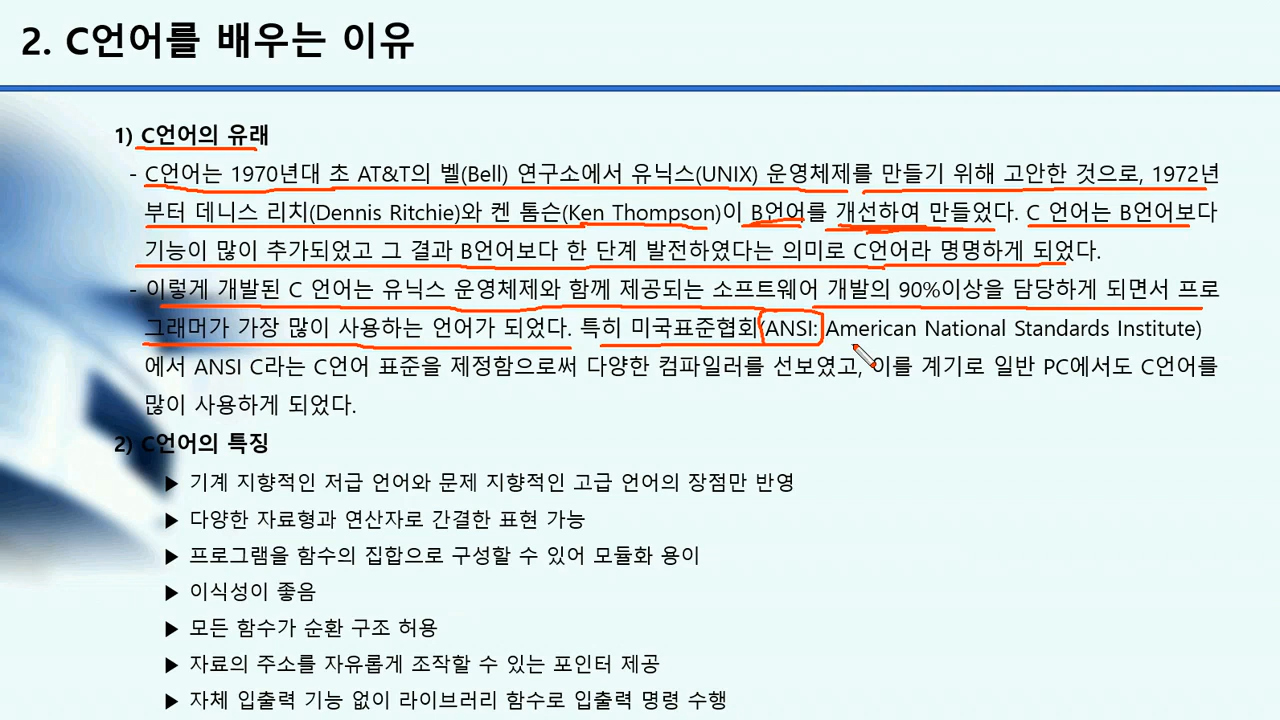 2. C언어를 배우는 이유
1) C언어의 유래
- C언어는 1970년대 초 AT&T의 벨(Bell) 연구소에서 유닉스(UNIX) 운영체제를 만들기 위해 고안한 것으로, 1972년
부터 데니스 리치(Dennis Ritchie)와 켄 톰슨(Ken Thompson)이 B언어를 개선하여 만들었다. C 언어는 B언어보다
기능이 많이 추가되었고 그 결과 B언어보다 한 단계 발전하였다는 의미로 C언어라 명명하게 되었다.
- 이렇게 개발된 C 언어는 유닉스 운영체제와 함께 제공되는 소프트웨어 개발의 90%이상을 담당하게 되면서 프로
그래머가 가장 많이 사용하는 언어가 되었다. 특히 미국표준협회(ANSI: American National Standards Institute)
에서 ANSI C라는 C언어 표준을 제정함으로써 다양한 컴파일러를 선보였고, 이를 계기로 일반 PC에서도 C언어를
많이 사용하게 되었다.
2) C언어의 특징
▶ 기계 지향적인 저급 언어와 문제 지향적인 고급 언어의 장점만 반영
▶ 다양한 자료형과 연산자로 간결한 표현 가능
▶ 프로그램을 함수의 집합으로 구성할 수 있어 모듈화 용이
▶ 이식성이 좋음
▶ 모든 함수가 순환 구조 허용
▶ 자료의 주소를 자유롭게 조작할 수 있는 포인터 제공
▶ 자체 입출력 기능 없이 라이브러리 함수로 입출력 명령 수행